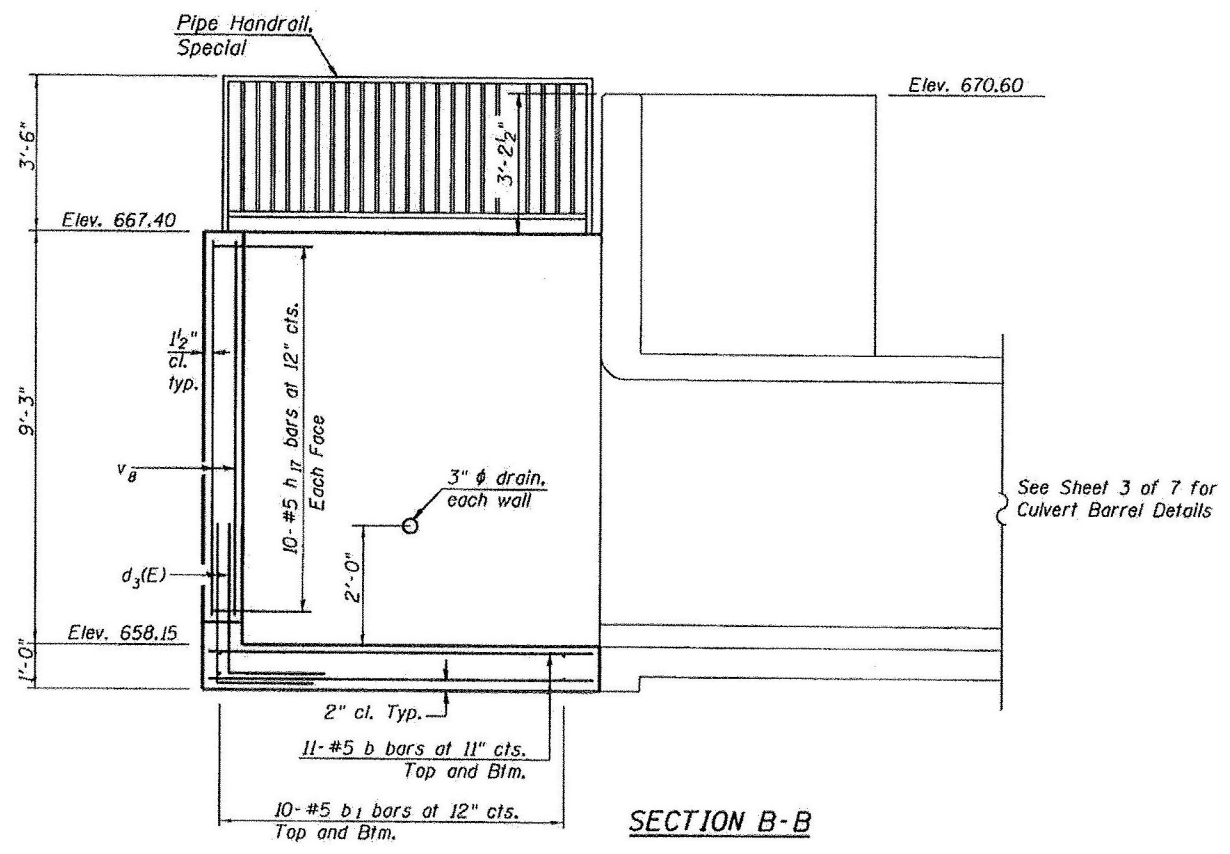 Pipe Handrail,
Special
Elev. 670.60
3'-6"
3'-2½"
Elev. 667.40
1½"
cl.
typ.
10-#5 h17 bars at 12" cts.
Each Face
9'-3"
v8
3" ϕ drain,
each wall
See Sheet 3 of 7 for
Culvert Barrel Details
d3(E)
2'-0"
Elev. 658.15
1'-0"
2" cl. Typ.
11-#5 b bars at 11" cts.
Top and Btm.
10-#5 b1 bars at 12" cts.
Top and Btm.
SECTION B-B